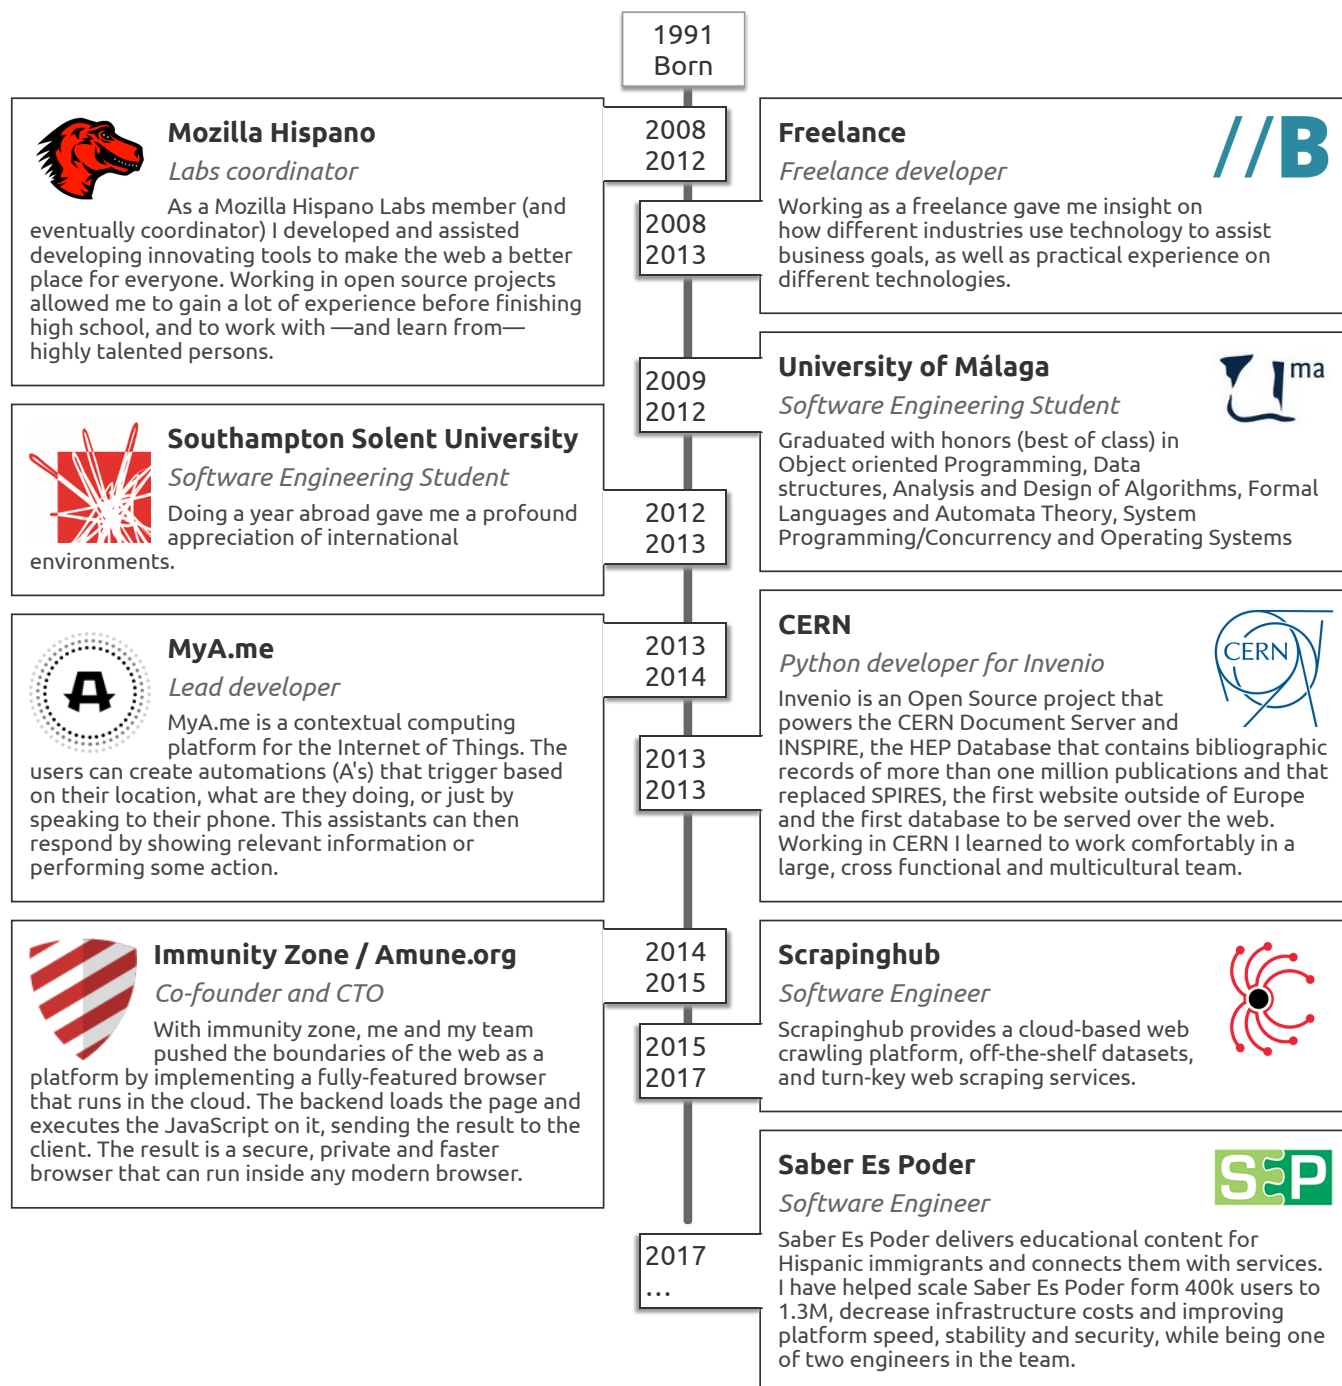 1991
Born
Mozilla Hispano
Labs coordinator
As a Mozilla Hispano Labs member (and
eventually coordinator) I developed and assisted
developing innovating tools to make the web a better
place for everyone. Working in open source projects
allowed me to gain a lot of experience before finishing
high school, and to work with —and learn from—
highly talented persons.
2008
2012
Freelance
Freelance developer
Working as a freelance gave me insight on
how different industries use technology to assist
business goals, as well as practical experience on
different technologies.
//B
2008
2013
University of Málaga
Software Engineering Student
Graduated with honors (best of class) in
Object oriented Programming, Data
structures, Analysis and Design of Algorithms, Formal
Languages and Automata Theory, System
Programming/Concurrency and Operating Systems
uma
2009
2012
Southampton Solent University
Software Engineering Student
Doing a year abroad gave me a profound
appreciation of international
environments.
2012
2013
MyA.me
Lead developer
MyA.me is a contextual computing
platform for the Internet of Things. The
users can create automations (A's) that trigger based
on their location, what are they doing, or just by
speaking to their phone. This assistants can then
respond by showing relevant information or
performing some action.
A
2013
2014
CERN
Python developer for Invenio
Invenio is an Open Source project that
powers the CERN Document Server and
INSPIRE, the HEP Database that contains bibliographic
records of more than one million publications and that
replaced SPIRES, the first website outside of Europe
and the first database to be served over the web.
Working in CERN I learned to work comfortably in a
large, cross functional and multicultural team.
CERN
2013
2013
Immunity Zone / Amune.org
Co-founder and CTO
With immunity zone, me and my team
pushed the boundaries of the web as a
platform by implementing a fully-featured browser
that runs in the cloud. The backend loads the page and
executes the JavaScript on it, sending the result to the
client. The result is a secure, private and faster
browser that can run inside any modern browser.
2014
2015
Scrapinghub
Software Engineer
Scrapinghub provides a cloud-based web
crawling platform, off-the-shelf datasets,
and turn-key web scraping services.
2015
2017
Saber Es Poder
Software Engineer
Saber Es Poder delivers educational content for
Hispanic immigrants and connects them with services.
I have helped scale Saber Es Poder form 400k users to
1.3M, decrease infrastructure costs and improving
platform speed, stability and security, while being one
of two engineers in the team.
SEP
2017
...